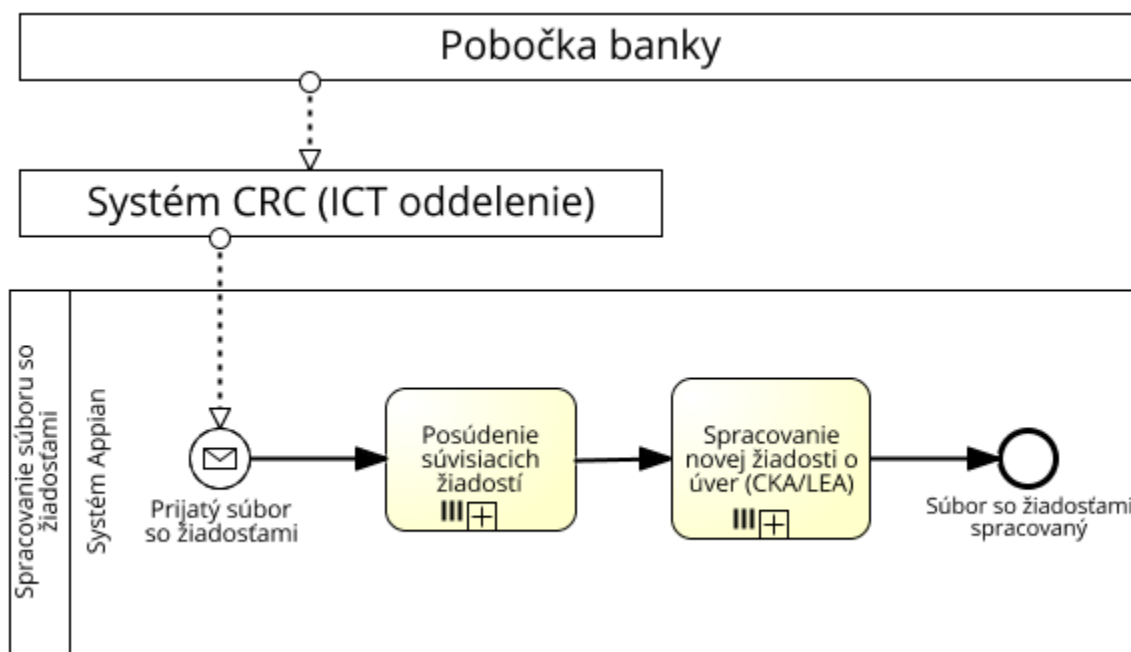 Pobočka banky
Systém CRC (ICT oddelenie)
Spracovanie súboru so
žiadosťami
Systém Appian
Prijatý súbor
so žiadosťami
Posúdenie
súvisiacich
žiadostí
Spracovanie
novej žiadosti o
úver (CKA/LEA)
Súbor so žiadosťami
spracovaný